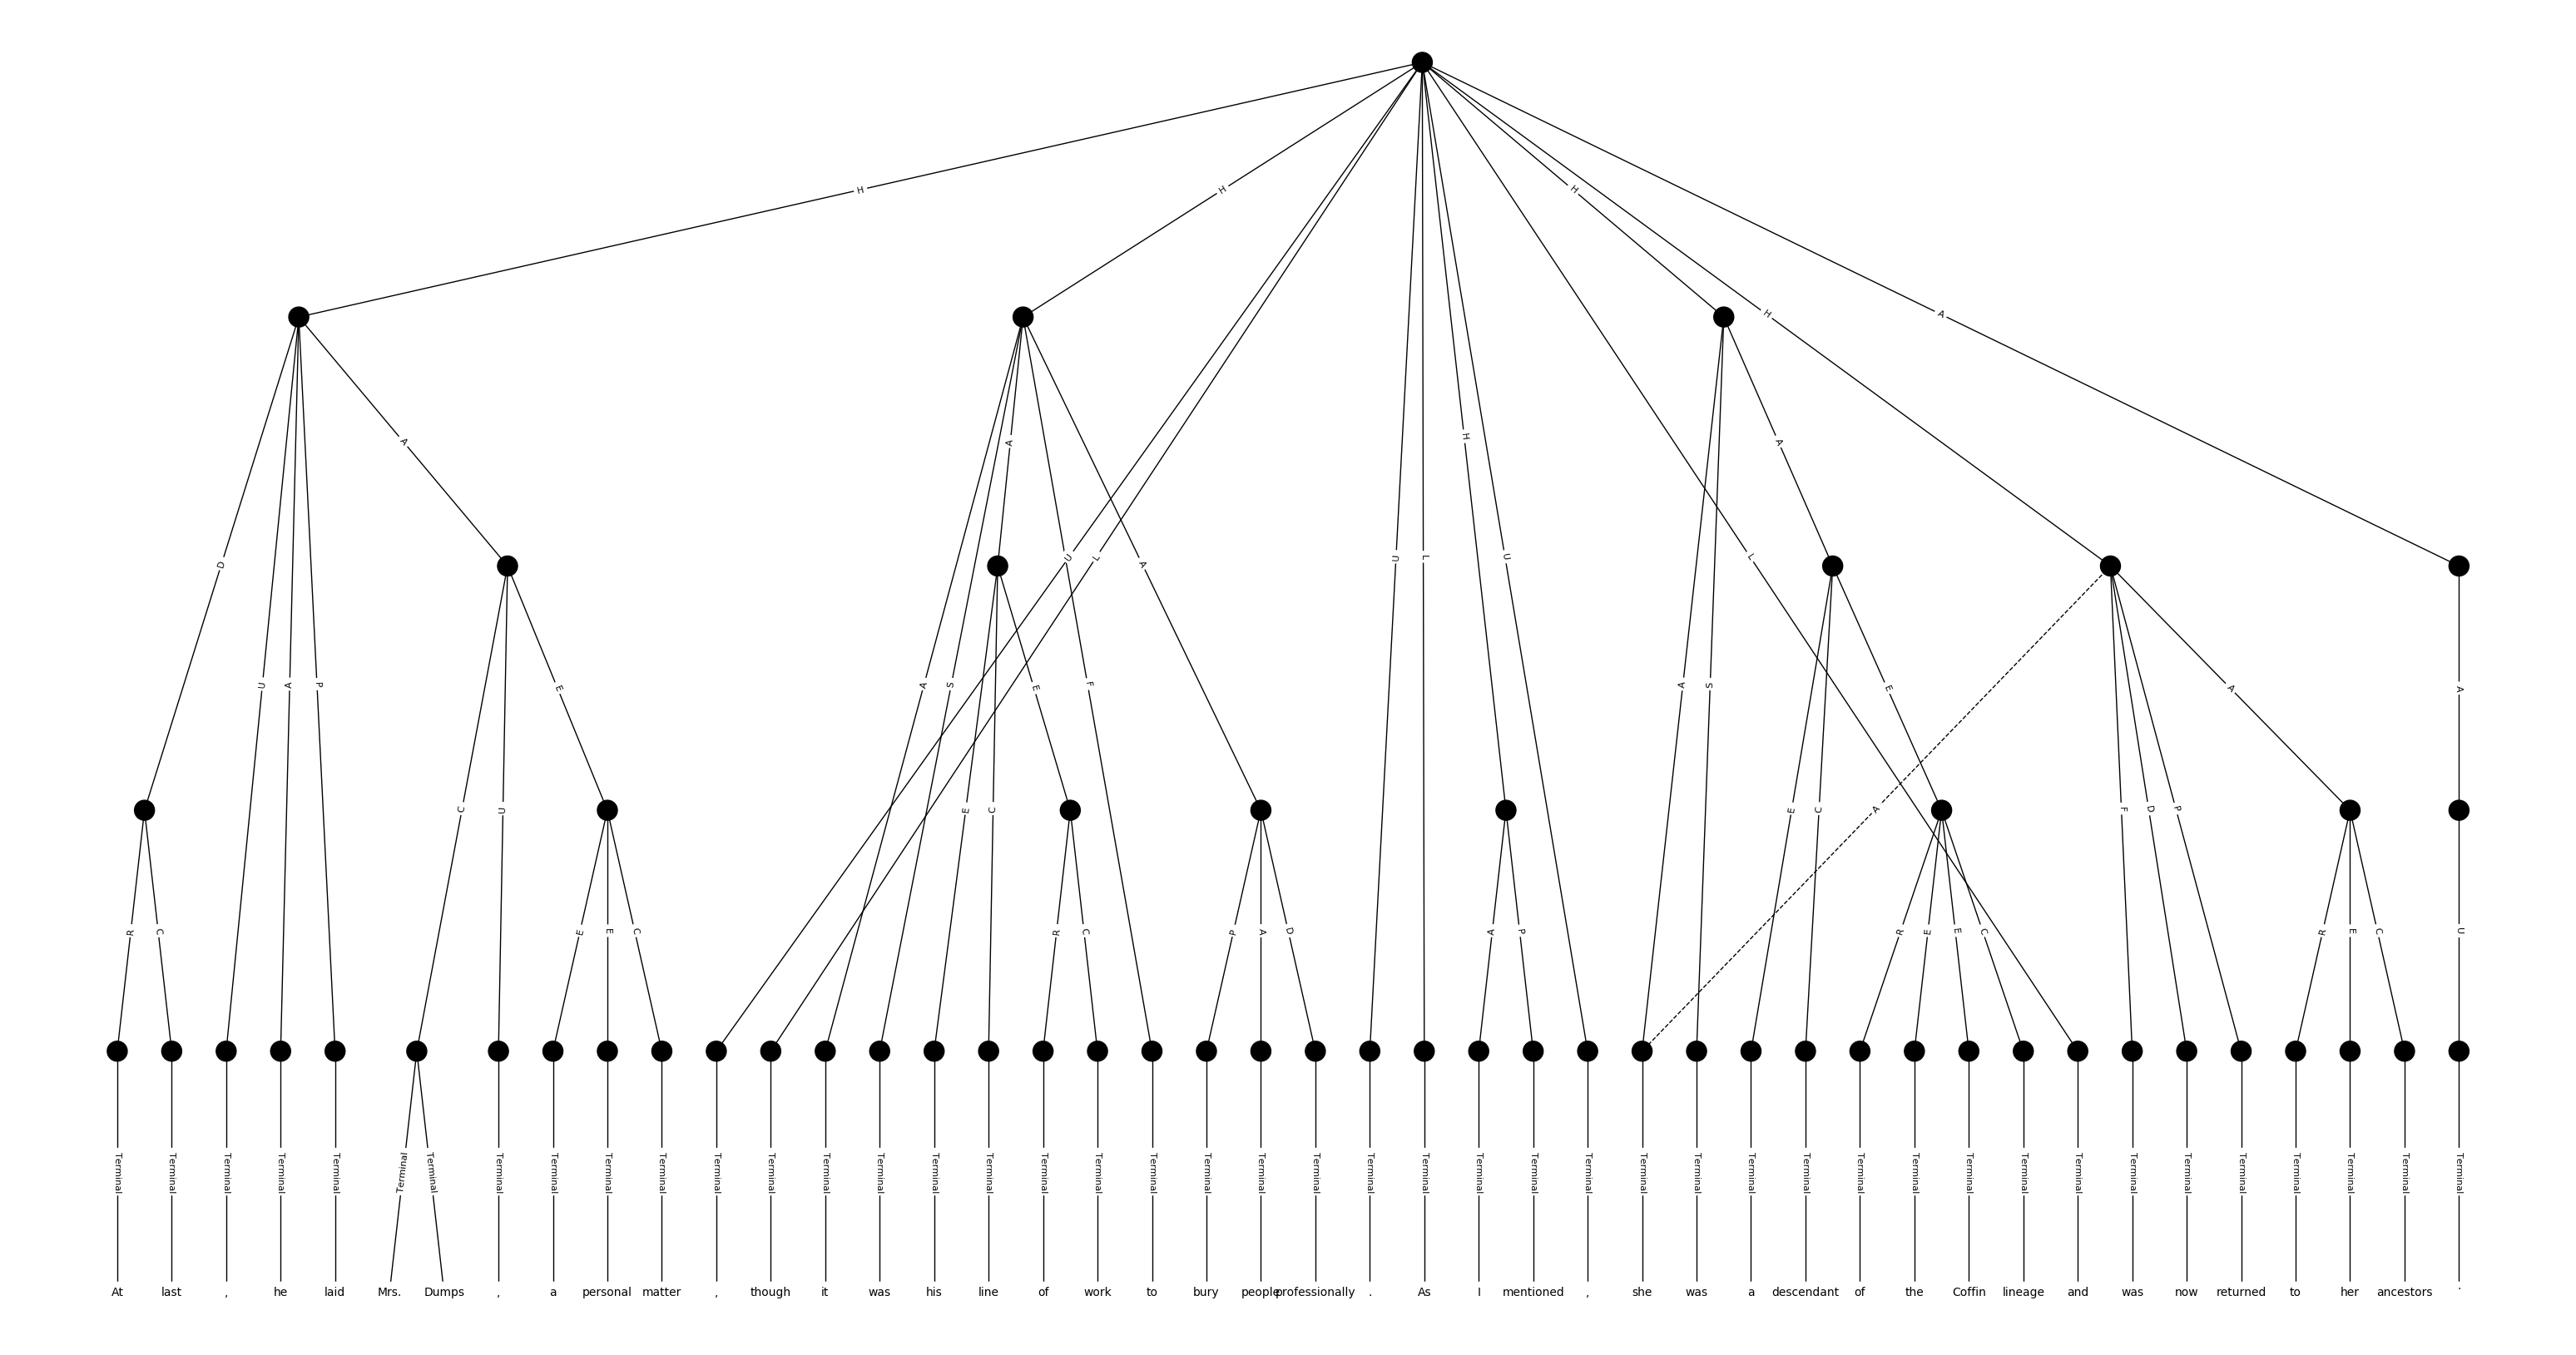 H H H H A
A A H A
D U L U L U L A
U A P E A S E F A S E A A
C U E C E C A F D P
R C E E C R C P A D A P R E E C R E C U
Terminal Terminal Terminal Terminal Terminal Terminal Terminal Terminal Terminal Terminal Terminal Terminal Terminal Terminal Terminal Terminal Terminal Terminal Terminal Terminal Terminal Terminal Terminal Terminal Terminal Terminal Terminal Terminal Terminal Terminal Terminal Terminal Terminal Terminal Terminal Terminal Terminal Terminal Terminal Terminal Terminal Terminal Terminal Terminal
At last , he laid Mrs. Dumps , a personal matter , though it was his line of work to bury people professionally . As I mentioned , she was a descendant of the Coffin lineage and was now returned to her ancestors .